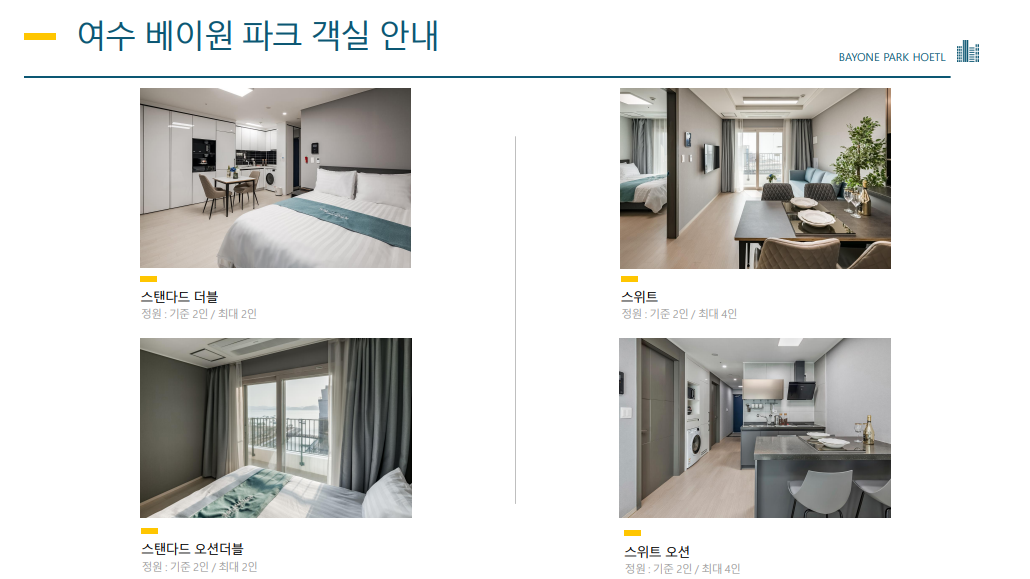 여수 베이원 파크 객실 안내
BAYONE PARK HOETL
스탠다드 더블
정원 : 기준 2인 / 최대 2인
스위트
정원 : 기준 2인 / 최대 4인
스탠다드 오션더블
정원 : 기준 2인 / 최대 2인
스위트 오션
정원 : 기준 2인 / 최대 4인